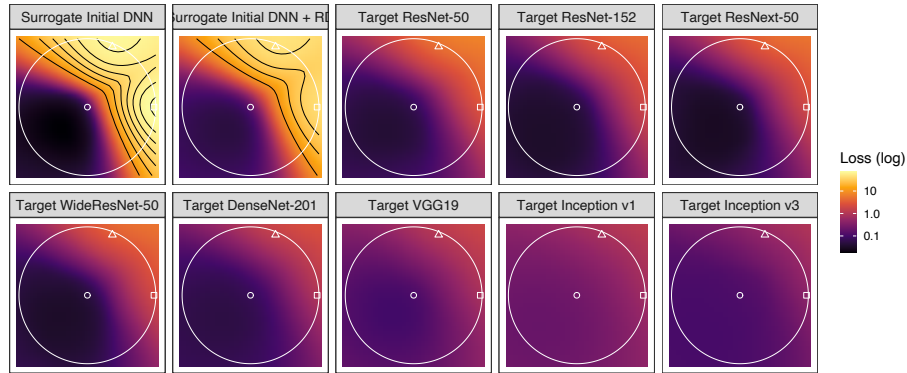 Surrogate Initial DNN
Surrogate Initial DNN + RD
Target ResNet-50
Target ResNet-152
Target ResNext-50
Target WideResNet-50
Target DenseNet-201
Target VGG19
Target Inception v1
Target Inception v3
Loss (log)
10
1.0
0.1